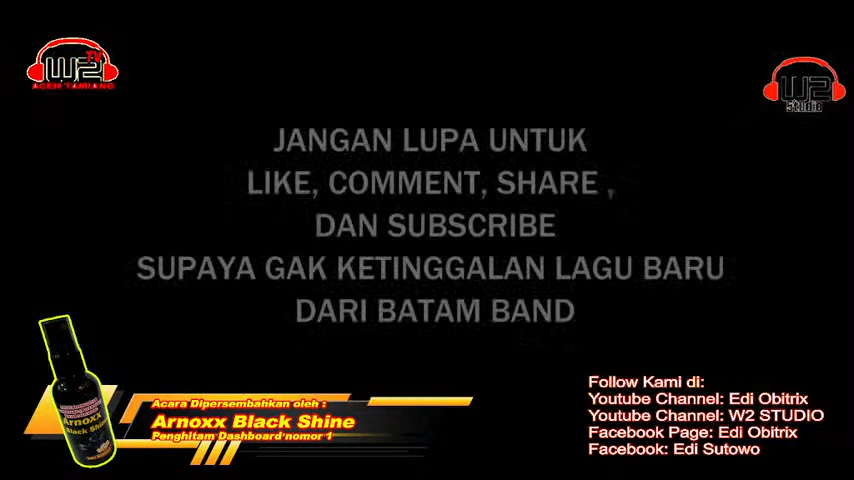 W2
TV
ACEH TAMIANG
W2
Studio
JANGAN LUPA UNTUK
LIKE, COMMENT, SHARE ,
DAN SUBSCRIBE
SUPAYA GAK KETINGGALAN LAGU BARU
DARI BATAM BAND
Arnoxx
Black Shine
Acara Dipersembahkan oleh :
Arnoxx Black Shine
Penghitam Dashboard nomor 1
Follow Kami di:
Youtube Channel: Edi Obitrix
Youtube Channel: W2 STUDIO
Facebook Page: Edi Obitrix
Facebook: Edi Sutowo